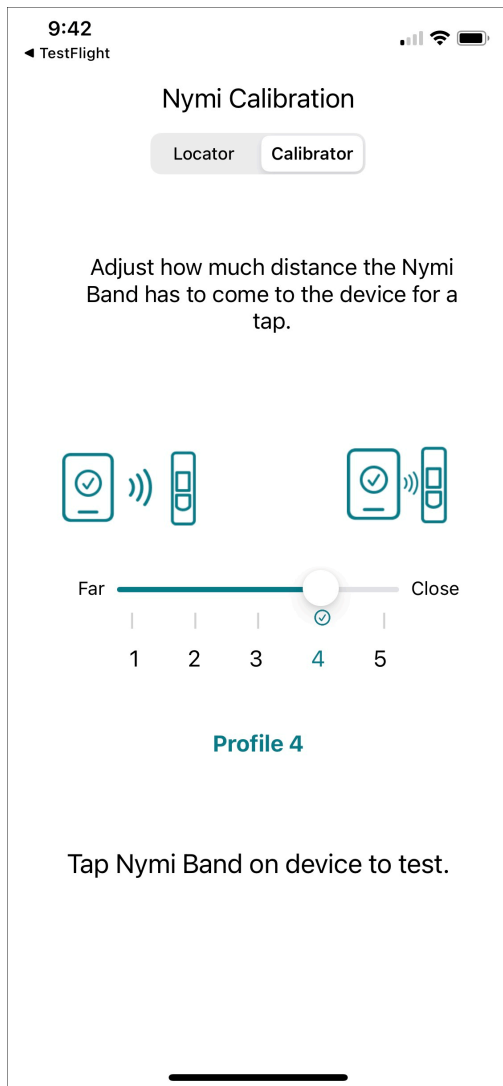 9:42
◀ TestFlight
Nymi Calibration
Locator Calibrator
Adjust how much distance the Nymi
Band has to come to the device for a
tap.
Far Close
1 2 3 4 5
Profile 4
Tap Nymi Band on device to test.